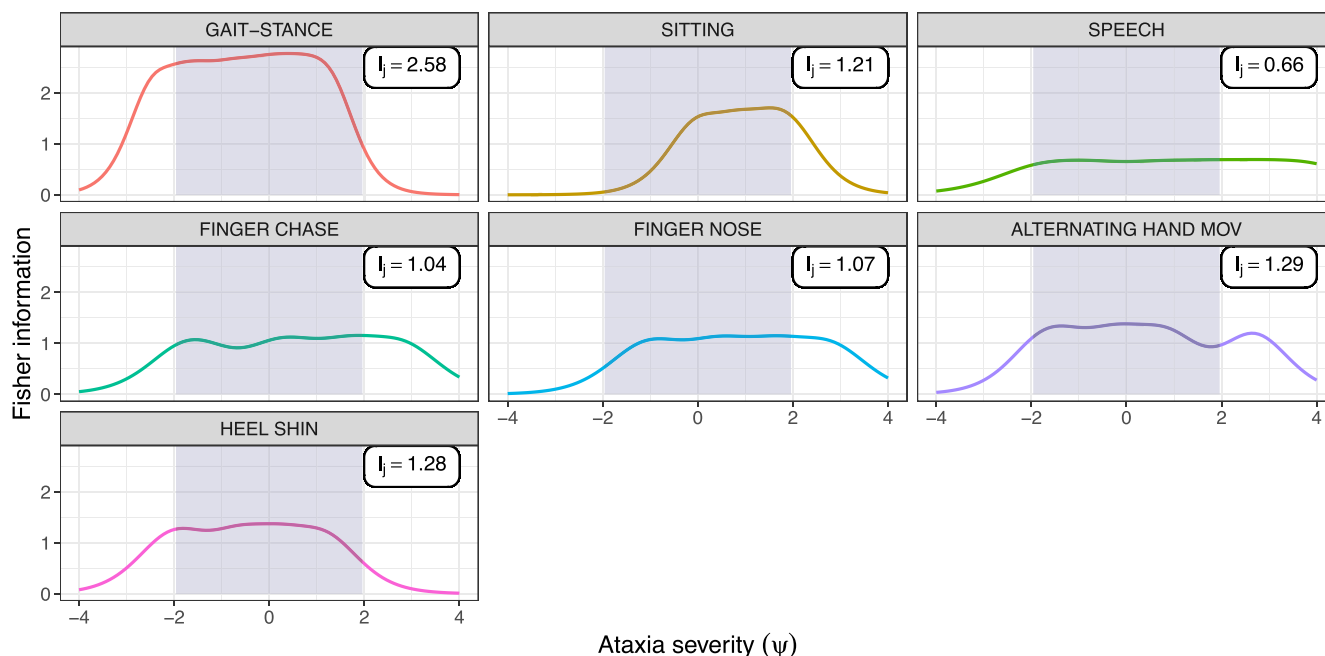 GAIT−STANCE
SITTING
SPEECH
I_j = 2.58
I_j = 1.21
I_j = 0.66
2
1
0
FINGER CHASE
FINGER NOSE
ALTERNATING HAND MOV
I_j = 1.04
I_j = 1.07
I_j = 1.29
2
1
0
−4 −2 0 2 4
−4 −2 0 2 4
HEEL SHIN
I_j = 1.28
2
1
0
−4 −2 0 2 4
Fisher information
Ataxia severity (ψ)